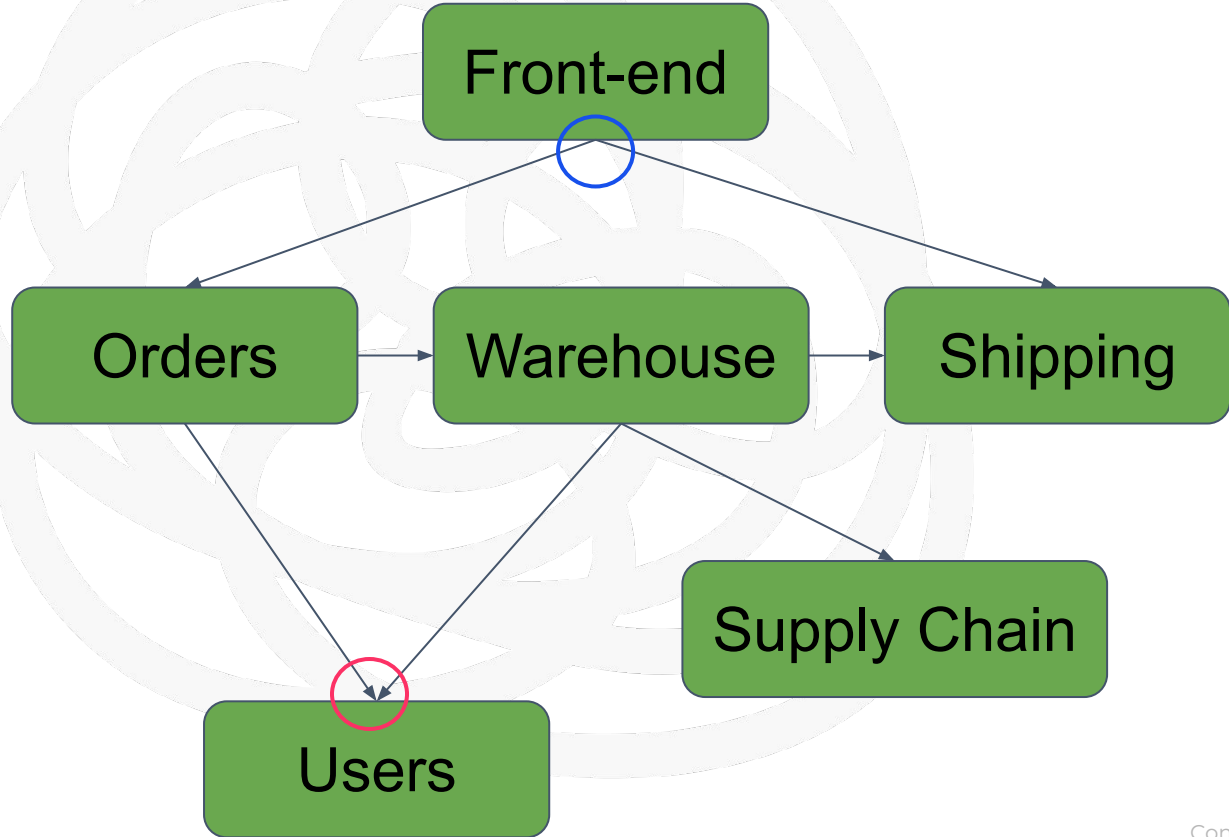 Front-end
Orders
Warehouse
Shipping
Supply Chain
Users